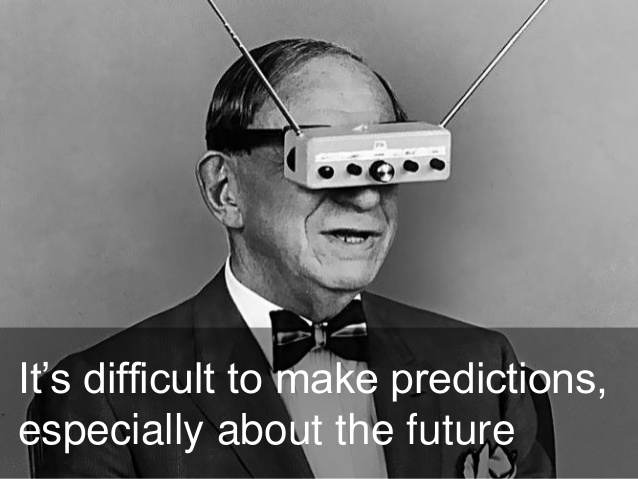 It’s difficult to make predictions,
especially about the future